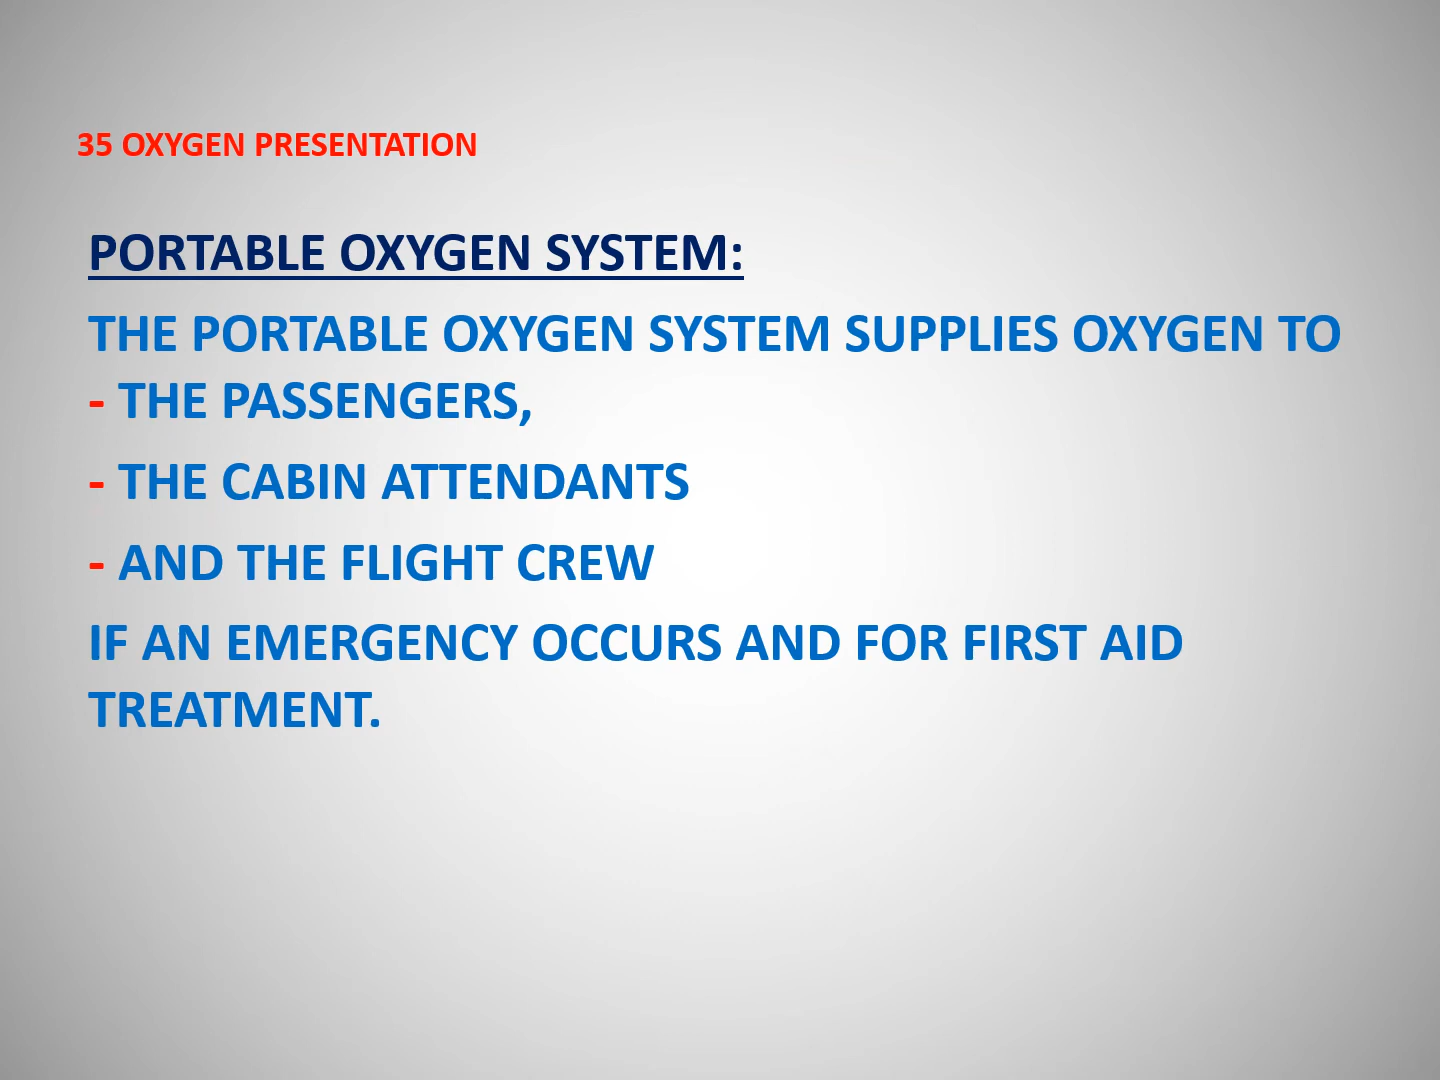 35 OXYGEN PRESENTATION
PORTABLE OXYGEN SYSTEM:
THE PORTABLE OXYGEN SYSTEM SUPPLIES OXYGEN TO
- THE PASSENGERS,
- THE CABIN ATTENDANTS
- AND THE FLIGHT CREW
IF AN EMERGENCY OCCURS AND FOR FIRST AID
TREATMENT.